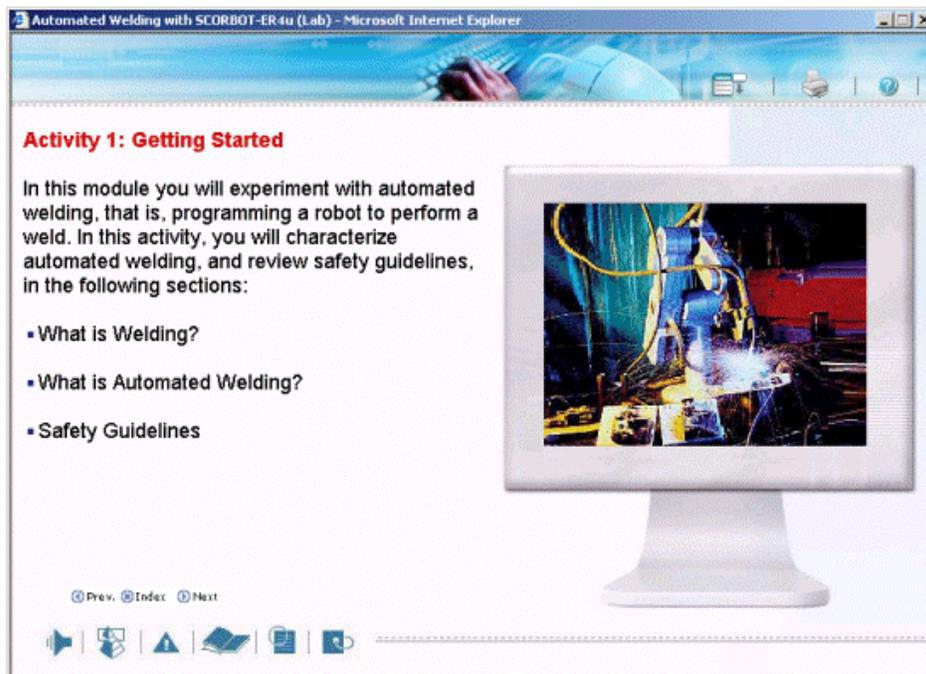 Automated Welding with SCORBOT-ER4u (Lab) - Microsoft Internet Explorer
Activity 1: Getting Started
In this module you will experiment with automated
welding, that is, programming a robot to perform a
weld. In this activity, you will characterize
automated welding, and review safety guidelines,
in the following sections:
▪ What is Welding?
▪ What is Automated Welding?
▪ Safety Guidelines
Prev. Index Next